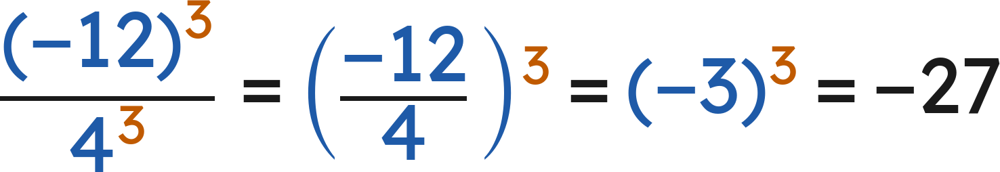 (−12)³/4³ = (−12/4)³ = (−3)³ = −27